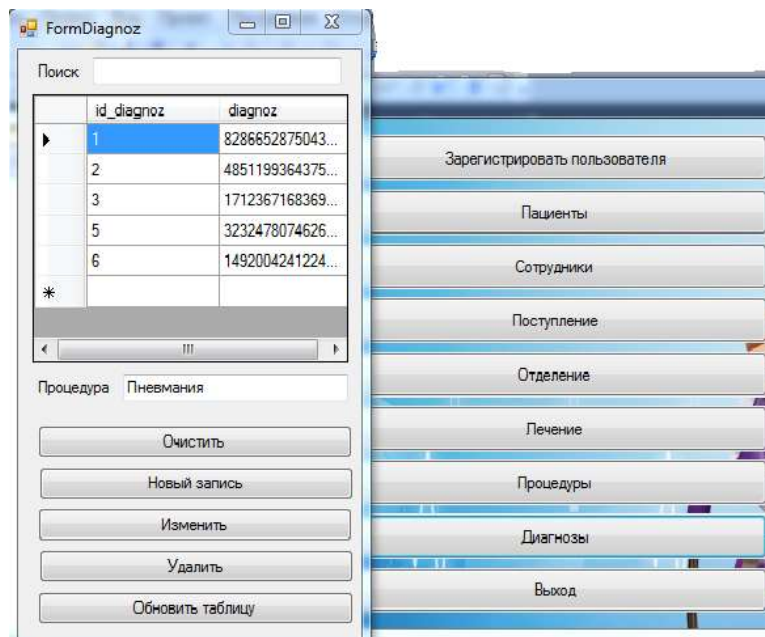 FormDiagnoz
Поиск
id_diagnoz diagnoz
1 8286652875043...
2 4851199364375...
3 1712367168369...
5 3232478074626...
6 1492004241224...
Процедура Пневмания
Очистить
Новый запись
Изменить
Удалить
Обновить таблицу
Зарегистрировать пользователя
Пациенты
Сотрудники
Поступление
Отделение
Лечение
Процедуры
Диагнозы
Выход